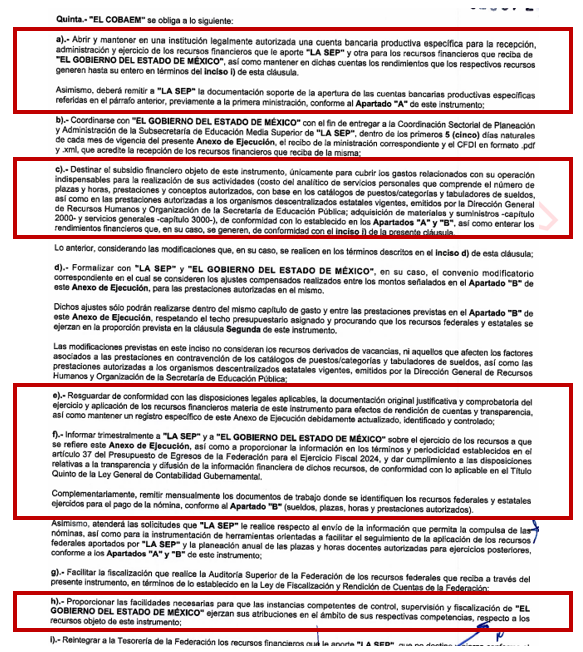 Quinta.- "EL COBAEM" se obliga a lo siguiente:
a).- Abrir y mantener en una institución legalmente autorizada una cuenta bancaria productiva específica para la recepción,
administración y ejercicio de los recursos financieros que le aporte "LA SEP" y otra para los recursos financieros que reciba de
"EL GOBIERNO DEL ESTADO DE MÉXICO", así como mantener en dichas cuentas los rendimientos que los respectivos recursos
generen hasta su entero en términos del inciso i) de esta cláusula.
Asimismo, deberá remitir a "LA SEP" la documentación soporte de la apertura de las cuentas bancarias productivas específicas
referidas en el párrafo anterior, previamente a la primera ministración, conforme al Apartado "A" de este instrumento;
b).- Coordinarse con "EL GOBIERNO DEL ESTADO DE MÉXICO" con el fin de entregar a la Coordinación Sectorial de Planeación
y Administración de la Subsecretaría de Educación Media Superior de "LA SEP", dentro de los primeros 5 (cinco) días naturales
de cada mes de vigencia del presente Anexo de Ejecución, el recibo de la ministración correspondiente y el CFDI en formato .pdf
y .xml, que acredite la recepción de los recursos financieros que reciba de la misma;
c).- Destinar el subsidio financiero objeto de este instrumento, únicamente para cubrir los gastos relacionados con su operación
indispensables para la realización de sus actividades (costo del analítico de servicios personales que comprende el número de
plazas y horas, prestaciones y conceptos autorizados, con base en los catálogos de puestos/categorías y tabuladores de sueldos,
así como en las prestaciones autorizadas a los organismos descentralizados estatales vigentes, emitidos por la Dirección General
de Recursos Humanos y Organización de la Secretaría de Educación Pública; adquisición de materiales y suministros -capítulo
2000- y servicios generales -capítulo 3000-), de conformidad con lo establecido en los Apartados "A" y "B", así como enterar los
rendimientos financieros que, en su caso, se generen, de conformidad con el inciso i) de la presente cláusula.
Lo anterior, considerando las modificaciones que, en su caso, se realicen en los términos descritos en el inciso d) de esta cláusula;
d).- Formalizar con "LA SEP" y "EL GOBIERNO DEL ESTADO DE MÉXICO", en su caso, el convenio modificatorio
correspondiente en el cual se consideren los ajustes compensados realizados entre los montos señalados en el Apartado "B" de
este Anexo de Ejecución, para las prestaciones autorizadas en el mismo.
Dichos ajustes sólo podrán realizarse dentro del mismo capítulo de gasto y entre las prestaciones previstas en el Apartado "B" de
este Anexo de Ejecución, respetando el techo presupuestario asignado y procurando que los recursos federales y estatales se
ejerzan en la proporción prevista en la cláusula Segunda de este instrumento.
Las modificaciones previstas en este inciso no consideran los recursos derivados de vacancias, ni aquellos que afecten los factores
asociados a las prestaciones en contravención de los catálogos de puestos/categorías y tabuladores de sueldos, así como las
prestaciones autorizadas a los organismos descentralizados estatales vigentes, emitidos por la Dirección General de Recursos
Humanos y Organización de la Secretaría de Educación Pública;
e).- Resguardar de conformidad con las disposiciones legales aplicables, la documentación original justificativa y comprobatoria del
ejercicio y aplicación de los recursos financieros materia de este instrumento para efectos de rendición de cuentas y transparencia,
así como mantener un registro específico de este Anexo de Ejecución debidamente actualizado, identificado y controlado;
f).- Informar trimestralmente a "LA SEP" y a "EL GOBIERNO DEL ESTADO DE MÉXICO" sobre el ejercicio de los recursos a que
se refiere este Anexo de Ejecución, así como a proporcionar la información en los términos y periodicidad establecidos en el
artículo 37 del Presupuesto de Egresos de la Federación para el Ejercicio Fiscal 2024, y dar cumplimiento a las disposiciones
relativas a la transparencia y difusión de la información financiera de dichos recursos, de conformidad con lo aplicable en el Título
Quinto de la Ley General de Contabilidad Gubernamental.
Complementariamente, remitir mensualmente los documentos de trabajo donde se identifiquen los recursos federales y estatales
ejercidos para el pago de la nómina, conforme al Apartado "B" (sueldos, plazas, horas y prestaciones autorizados).
Asimismo, atenderá las solicitudes que "LA SEP" le realice respecto al envío de la información que permita la compulsa de las
nóminas, así como para la instrumentación de herramientas orientadas a facilitar el seguimiento de la aplicación de los recursos
federales aportados por "LA SEP" y la planeación anual de las plazas y horas docentes autorizadas para ejercicios posteriores,
conforme a los Apartados "A" y "B" de este instrumento;
g).- Facilitar la fiscalización que realice la Auditoría Superior de la Federación de los recursos federales que reciba a través del
presente instrumento, en términos de lo establecido en la Ley de Fiscalización y Rendición de Cuentas de la Federación;
h).- Proporcionar las facilidades necesarias para que las instancias competentes de control, supervisión y fiscalización de "EL
GOBIERNO DEL ESTADO DE MÉXICO" ejerzan sus atribuciones en el ámbito de sus respectivas competencias, respecto a los
recursos objeto de este instrumento;
i).- Reintegrar a la Tesorería de la Federación los recursos financieros que le aporte "LA SEP", que no